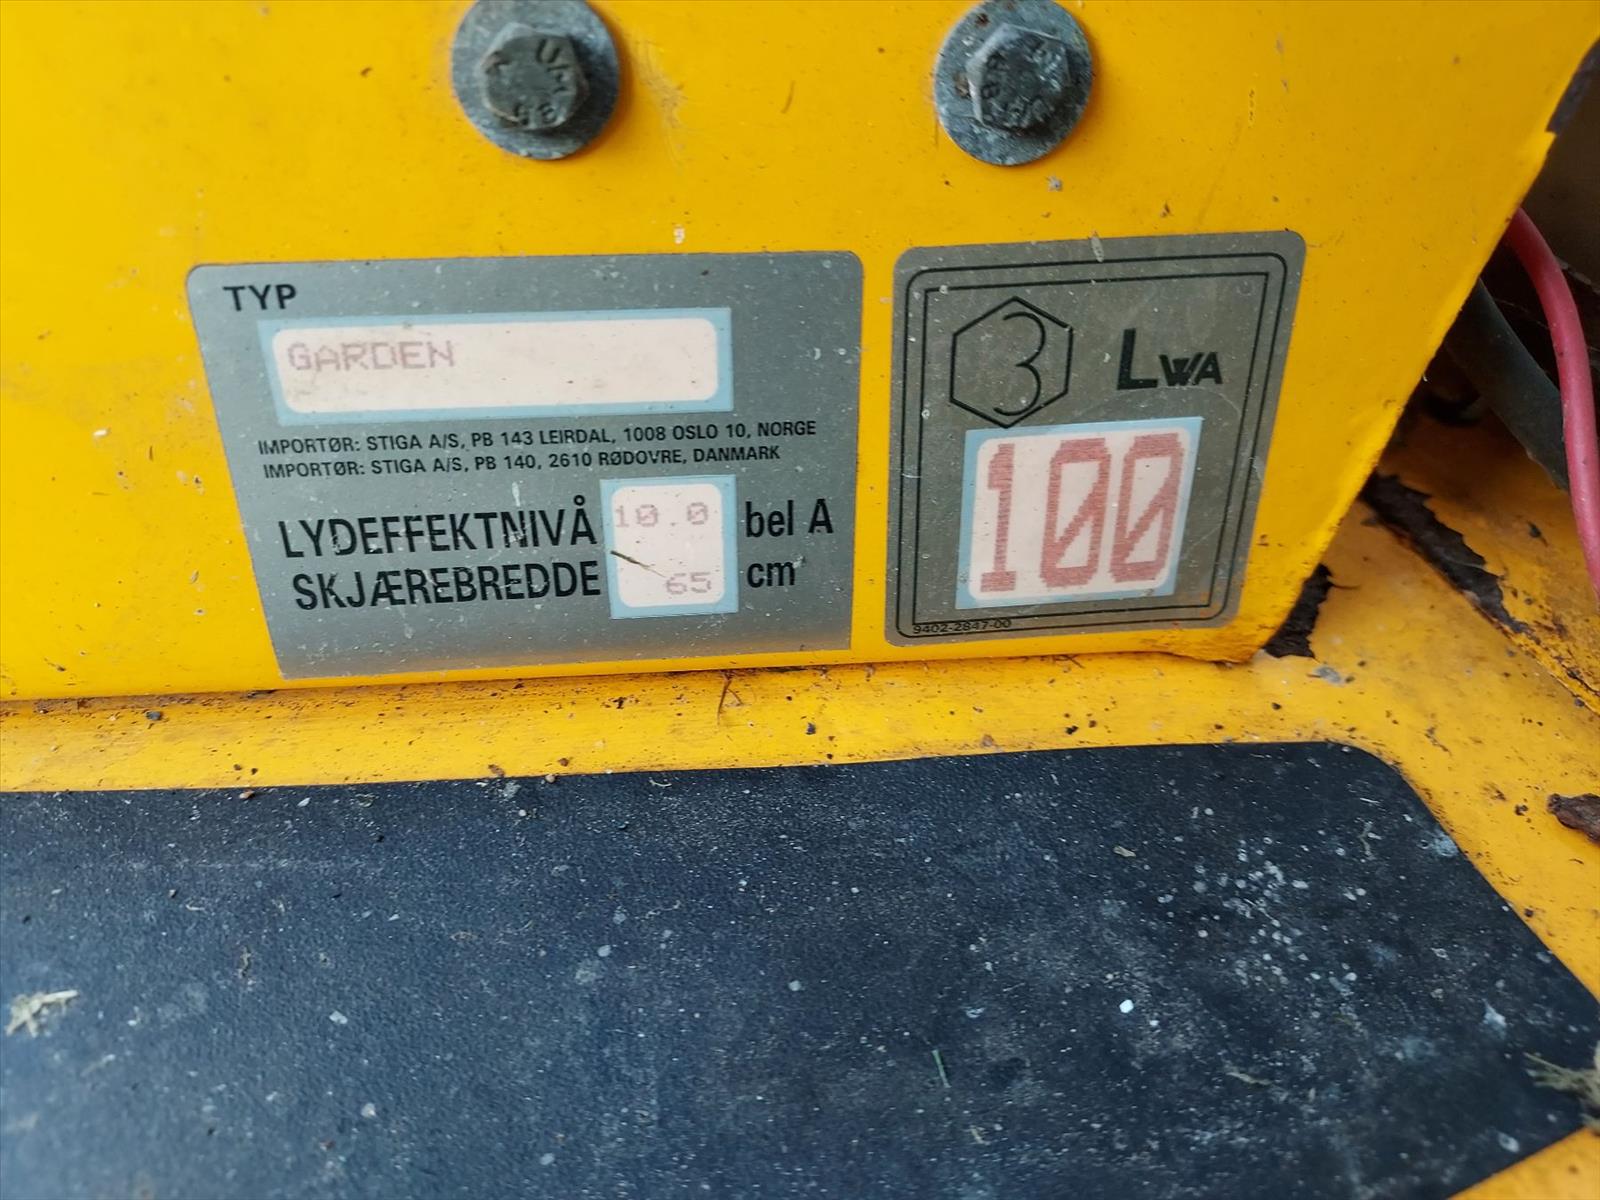 TYP
GARDEN
IMPORTØR: STIGA A/S, PB 143 LEIRDAL, 1008 OSLO 10, NORGE
IMPORTØR: STIGA A/S, PB 140, 2610 RØDOVRE, DANMARK
LYDEFFEKTNIVÅ 10.0 bel A
SKJÆREBREDDE 65 cm
3 LWA
100
9402-2847-00